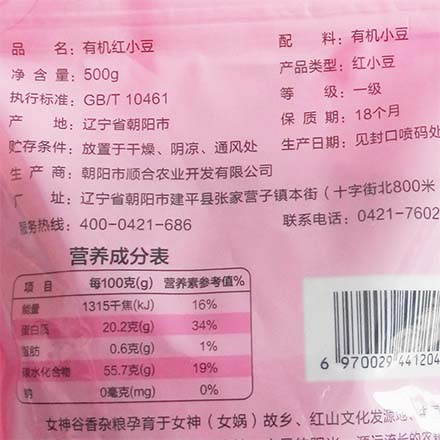 品　名：有机红小豆
配　料：有机小豆
净 含 量：500g
产品类型：红小豆
执行标准：GB/T 10461
等　级：一级
产　地：辽宁省朝阳市
保 质 期：18个月
贮存条件：放置于干燥、阴凉、通风处
生产日期：见封口喷码处
生 产 商：朝阳市顺合农业开发有限公司
厂　址：辽宁省朝阳市建平县张家营子镇本街（十字街北800米
服务热线：400-0421-686
联系电话：0421-7602
营养成分表
项 目 每100克(g) 营养素参考值%
能量 1315千焦(kJ) 16%
蛋白质 20.2克(g) 34%
脂肪 0.6克(g) 1%
碳水化合物 55.7克(g) 19%
钠 0毫克(mg) 0%
6 970029 441204
女神谷香杂粮孕育于女神（女娲）故乡、红山文化发源地、